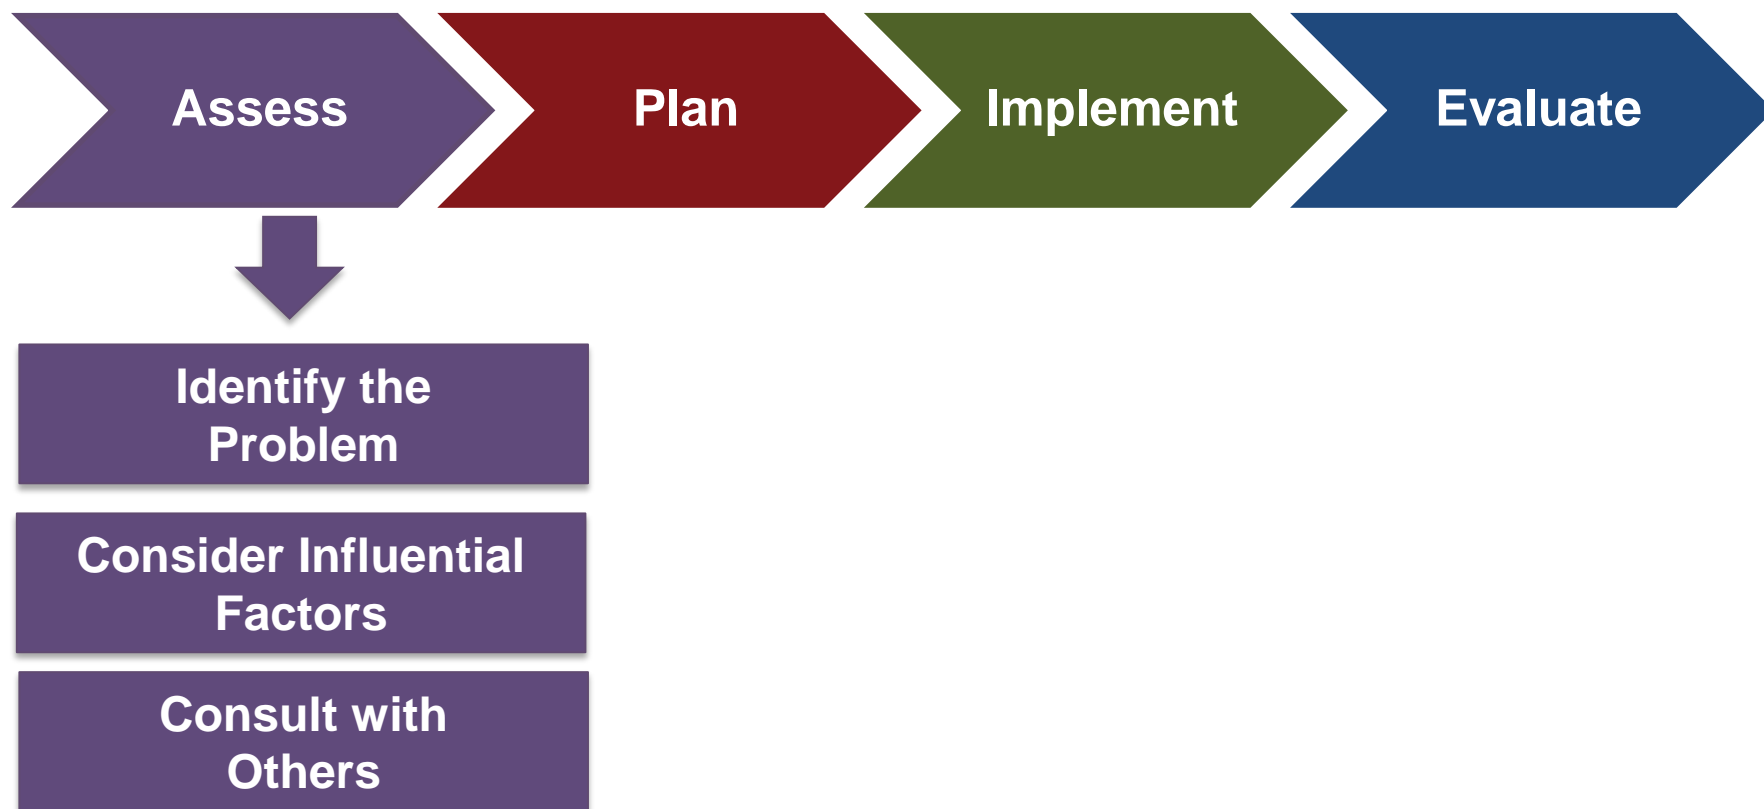 Assess
Plan
Implement
Evaluate
Identify the
Problem
Consider Influential
Factors
Consult with
Others